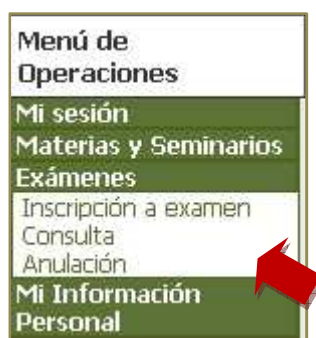 Menú de
Operaciones
Mi sesión
Materias y Seminarios
Exámenes
Inscripción a examen
Consulta
Anulación
Mi Información
Personal